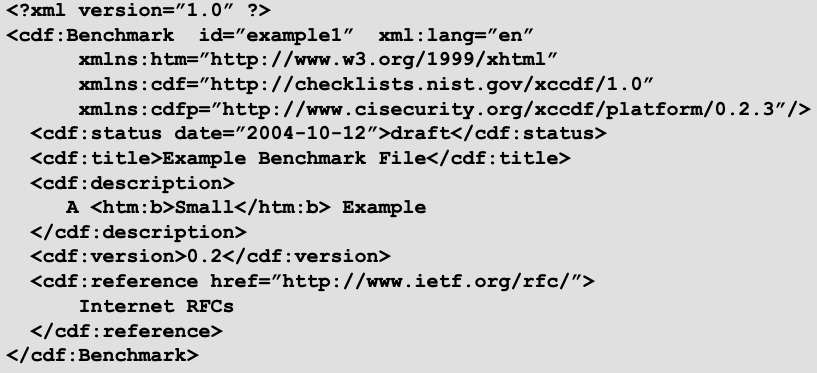 <?xml version=”1.0” ?>
<cdf:Benchmark  id=”example1”  xml:lang=”en”
      xmlns:htm=”http://www.w3.org/1999/xhtml”
      xmlns:cdf=”http://checklists.nist.gov/xccdf/1.0”
      xmlns:cdfp=”http://www.cisecurity.org/xccdf/platform/0.2.3”/>
  <cdf:status date=”2004-10-12”>draft</cdf:status>
  <cdf:title>Example Benchmark File</cdf:title>
  <cdf:description>
     A <htm:b>Small</htm:b> Example
  </cdf:description>
  <cdf:version>0.2</cdf:version>
  <cdf:reference href=”http://www.ietf.org/rfc/”>
      Internet RFCs
  </cdf:reference>
</cdf:Benchmark>